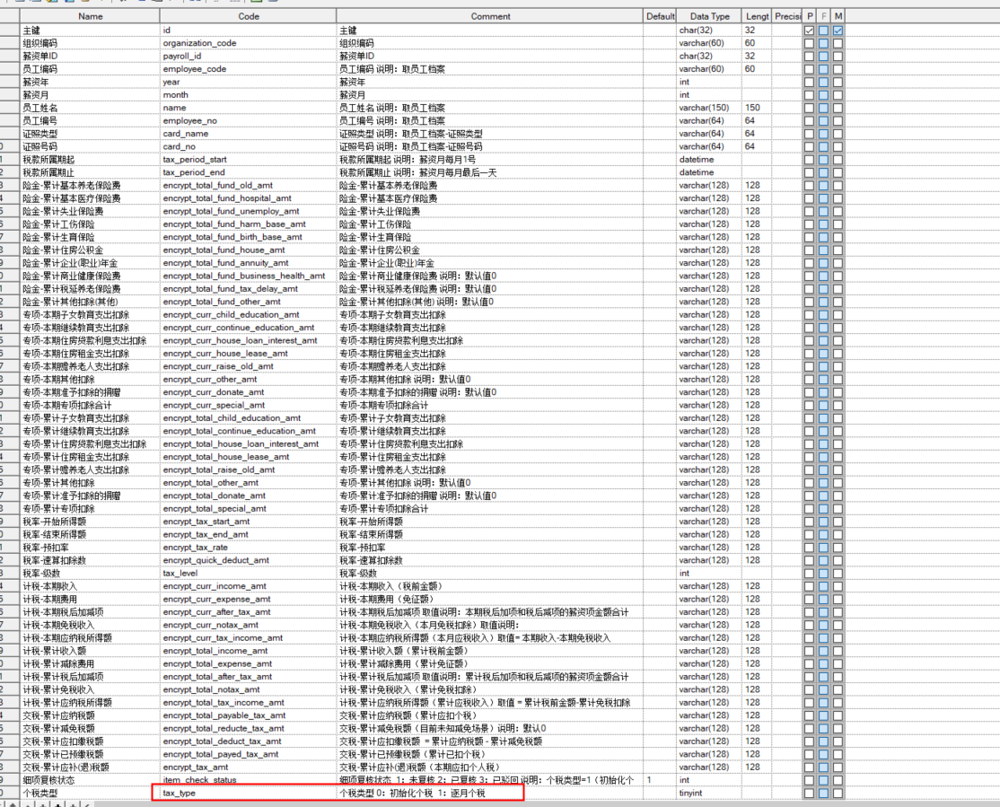 Name Code Comment Default Data Type Lengt Precisi P F M
主键 id 主键 char(32) 32
组织编码 organization_code 组织编码 varchar(60) 60
薪资单ID payroll_id 薪资单ID char(32) 32
员工编码 employee_code 员工编码 说明：取员工档案 varchar(60) 60
薪资年 year 薪资年 int
薪资月 month 薪资月 int
员工姓名 name 员工姓名 说明：取员工档案 varchar(150) 150
员工编号 employee_no 员工编号 说明：取员工档案 varchar(64) 64
证照类型 card_name 证照类型 说明：取员工档案-证照类型 varchar(64) 64
0 证照号码 card_no 证照号码 说明：取员工档案-证照号码 varchar(64) 64
1 税款所属期起 tax_period_start 税款所属期起 说明：薪资月每月1号 datetime
2 税款所属期止 tax_period_end 税款所属期止 说明：薪资月每月最后一天 datetime
3 险金-累计基本养老保险费 encrypt_total_fund_old_amt 险金-累计基本养老保险费 varchar(128) 128
4 险金-累计基本医疗保险费 encrypt_total_fund_hospital_amt 险金-累计基本医疗保险费 varchar(128) 128
5 险金-累计失业保险费 encrypt_total_fund_unemploy_amt 险金-累计失业保险费 varchar(128) 128
6 险金-累计工伤保险 encrypt_total_fund_harm_base_amt 险金-累计工伤保险 varchar(128) 128
7 险金-累计生育保险 encrypt_total_fund_birth_base_amt 险金-累计生育保险 varchar(128) 128
8 险金-累计住房公积金 encrypt_total_fund_house_amt 险金-累计住房公积金 varchar(128) 128
9 险金-累计企业(职业)年金 encrypt_total_fund_annuity_amt 险金-累计企业(职业)年金 varchar(128) 128
0 险金-累计商业健康保险费 encrypt_total_fund_business_health_amt 险金-累计商业健康保险费 说明：默认值0 varchar(128) 128
1 险金-累计税延养老保险费 encrypt_total_fund_tax_delay_amt 险金-累计税延养老保险费 说明：默认值0 varchar(128) 128
2 险金-累计其他扣除(其他) encrypt_total_fund_other_amt 险金-累计其他扣除(其他) 说明：默认值0 varchar(128) 128
3 专项-本期子女教育支出扣除 encrypt_curr_child_education_amt 专项-本期子女教育支出扣除 varchar(128) 128
4 专项-本期继续教育支出扣除 encrypt_curr_continue_education_amt 专项-本期继续教育支出扣除 varchar(128) 128
5 专项-本期住房贷款利息支出扣除 encrypt_curr_house_loan_interest_amt 专项-本期住房贷款利息支出扣除 varchar(128) 128
6 专项-本期住房租金支出扣除 encrypt_curr_house_lease_amt 专项-本期住房租金支出扣除 varchar(128) 128
7 专项-本期赡养老人支出扣除 encrypt_curr_raise_old_amt 专项-本期赡养老人支出扣除 varchar(128) 128
8 专项-本期其他扣除 encrypt_curr_other_amt 专项-本期其他扣除 说明：默认值0 varchar(128) 128
9 专项-本期准予扣除的捐赠 encrypt_curr_donate_amt 专项-本期准予扣除的捐赠 说明：默认值0 varchar(128) 128
0 专项-本期专项扣除 encrypt_curr_special_amt 专项-本期专项扣除合计 varchar(128) 128
1 专项-累计子女教育支出扣除 encrypt_total_child_education_amt 专项-累计子女教育支出扣除 varchar(128) 128
2 专项-累计继续教育支出扣除 encrypt_total_continue_education_amt 专项-累计继续教育支出扣除 varchar(128) 128
3 专项-累计住房贷款利息支出扣除 encrypt_total_house_loan_interest_amt 专项-累计住房贷款利息支出扣除 varchar(128) 128
4 专项-累计住房租金支出扣除 encrypt_total_house_lease_amt 专项-累计住房租金支出扣除 varchar(128) 128
5 专项-累计赡养老人支出扣除 encrypt_total_raise_old_amt 专项-累计赡养老人支出扣除 varchar(128) 128
6 专项-累计其他扣除 encrypt_total_other_amt 专项-累计其他扣除 说明：默认值0 varchar(128) 128
7 专项-累计准予扣除的捐赠 encrypt_total_donate_amt 专项-累计准予扣除的捐赠 说明：默认值0 varchar(128) 128
8 专项-累计专项扣除 encrypt_total_special_amt 专项-累计专项扣除合计 varchar(128) 128
9 税率-开始所得额 encrypt_tax_start_amt 税率-开始所得额 varchar(128) 128
0 税率-结束所得额 encrypt_tax_end_amt 税率-结束所得额 varchar(128) 128
1 税率-预扣率 encrypt_tax_rate 税率-预扣率 varchar(128) 128
2 税率-速算扣除数 encrypt_quick_deduct_amt 税率-速算扣除数 varchar(128) 128
3 税率-级数 tax_level 税率-级数 int
4 计税-本期收入 encrypt_curr_income_amt 计税-本期收入（税前金额） varchar(128) 128
5 计税-本期费用 encrypt_curr_expense_amt 计税-本期费用（免征额） varchar(128) 128
6 计税-本期税后加减项 encrypt_curr_after_tax_amt 计税-本期税后加减项 取值说明：本期税后加项和税后减项的薪资项金额合计 varchar(128) 128
7 计税-本期免税收入 encrypt_curr_notax_amt 计税-本期免税收入（本月免税扣除）取值说明： varchar(128) 128
8 计税-本期应纳税所得额 encrypt_curr_tax_income_amt 计税-本期应纳税所得额（本月应税收入）取值= 本期收入-本期免税收入 varchar(128) 128
9 计税-累计收入额 encrypt_total_income_amt 计税-累计收入额（累计税前金额） varchar(128) 128
0 计税-累计减除费用 encrypt_total_expense_amt 计税-累计减除费用（累计免征额） varchar(128) 128
1 计税-累计税后加减项 encrypt_total_after_tax_amt 计税-累计税后加减项 取值说明：累计税后加项和税后减项的薪资项金额合计 varchar(128) 128
2 计税-累计免税收入 encrypt_total_notax_amt 计税-累计免税收入（累计免税扣除） varchar(128) 128
3 计税-累计应纳税所得额 encrypt_total_tax_income_amt 计税-累计应纳税所得额（累计应税收入）取值 = 累计税前金额-累计免税扣除 varchar(128) 128
4 交税-累计应纳税额 encrypt_total_payable_tax_amt 交税-累计应纳税额（累计应扣个税） varchar(128) 128
5 交税-累计减免税额 encrypt_total_reducte_tax_amt 交税-累计减免税额（目前未知减免场景）说明：默认0 varchar(128) 128
6 交税-累计应扣缴税额 encrypt_total_deduct_tax_amt 交税-累计应扣缴税额 = 累计应纳税额 - 累计减免税额 varchar(128) 128
7 交税-累计已预缴税额 encrypt_total_payed_tax_amt 交税-累计已预缴税额（累计已扣个税） varchar(128) 128
8 交税-累计应补(退)税额 encrypt_tax_amt 交税-累计应补(退)税额（本期应扣个人税） varchar(128) 128
9 细项复核状态 item_check_status 细项复核状态 1：未复核 2：已复核 3：已驳回 说明：个税类型=1（初始化个 1 int
0 个税类型 tax_type 个税类型 0：初始化个税 1：逐月个税 tinyint